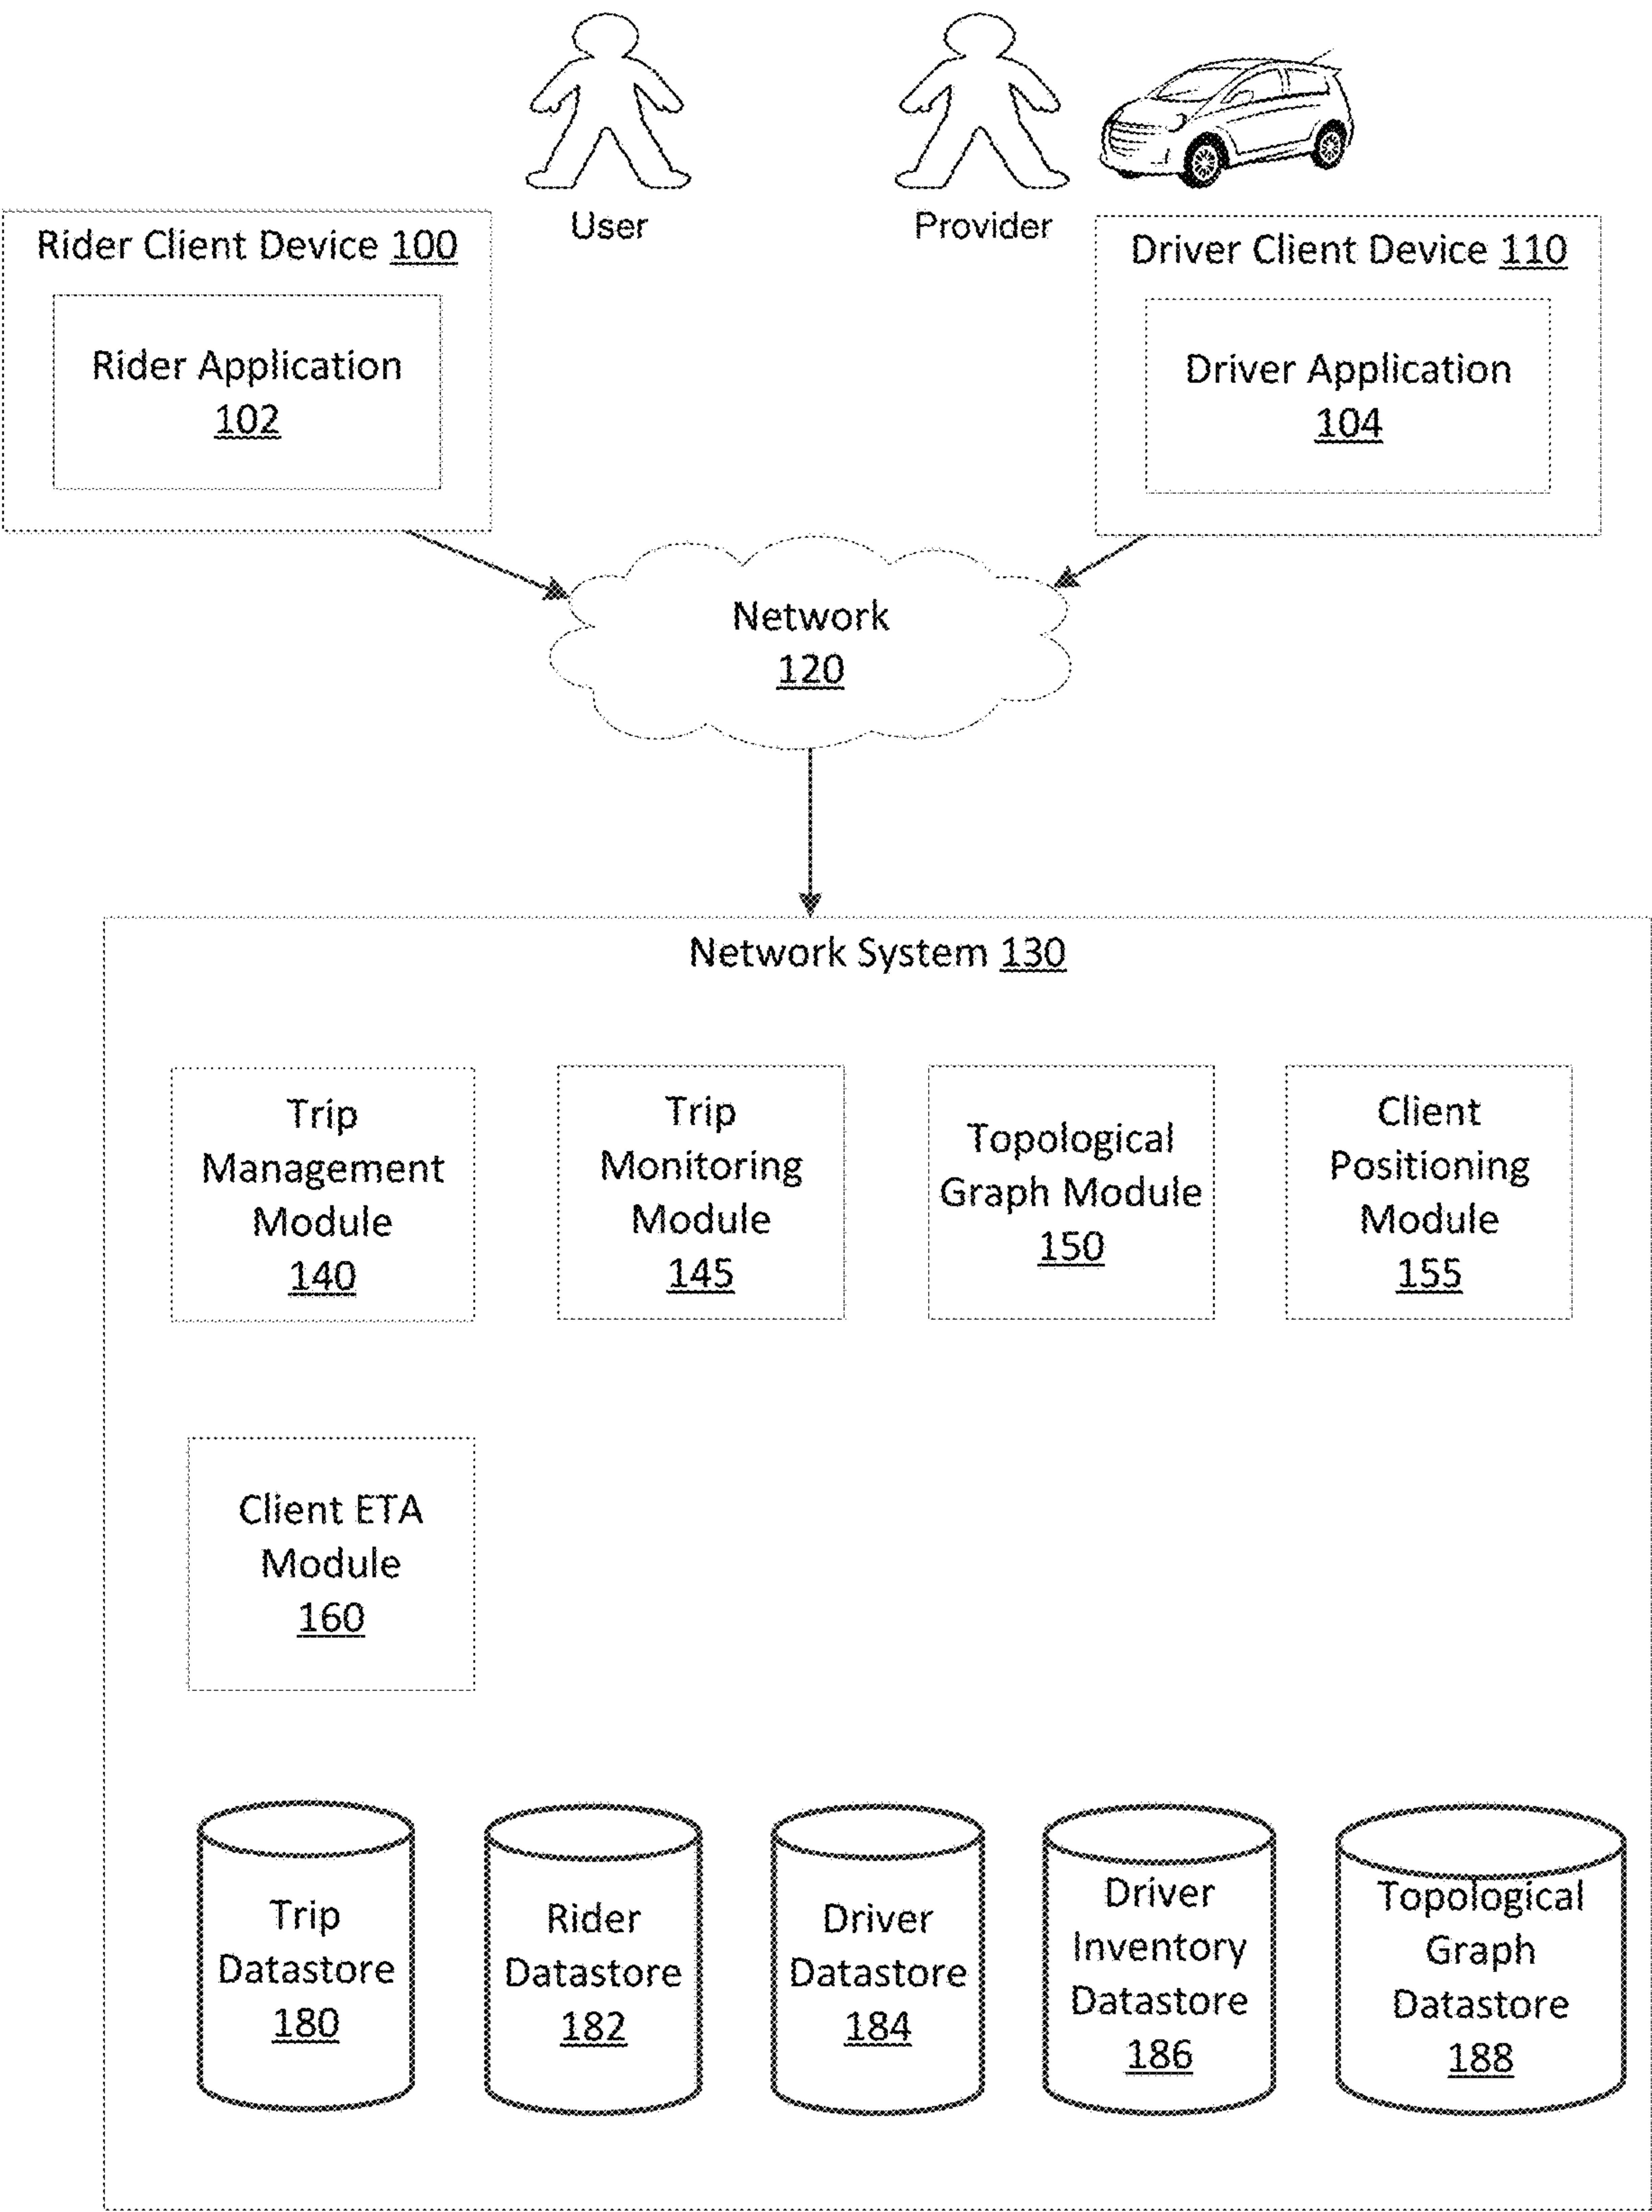 User
Provider
Rider Client Device 100
Rider Application
102
Driver Client Device 110
Driver Application
104
Network
120
Network System 130
Trip
Management
Module
140
Trip
Monitoring
Module
145
Topological
Graph Module
150
Client
Positioning
Module
155
Client ETA
Module
160
Trip
Datastore
180
Rider
Datastore
182
Driver
Datastore
184
Driver
Inventory
Datastore
186
Topological
Graph
Datastore
188